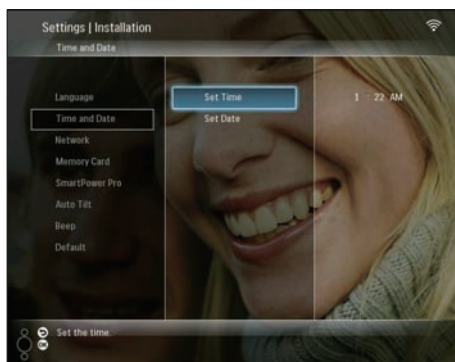 Settings | Installation
Time and Date
Language
Set Time
1 : 22 AM
Time and Date
Set Date
Network
Memory Card
SmartPower Pro
Auto Tilt
Beep
Default
OK
Set the time.